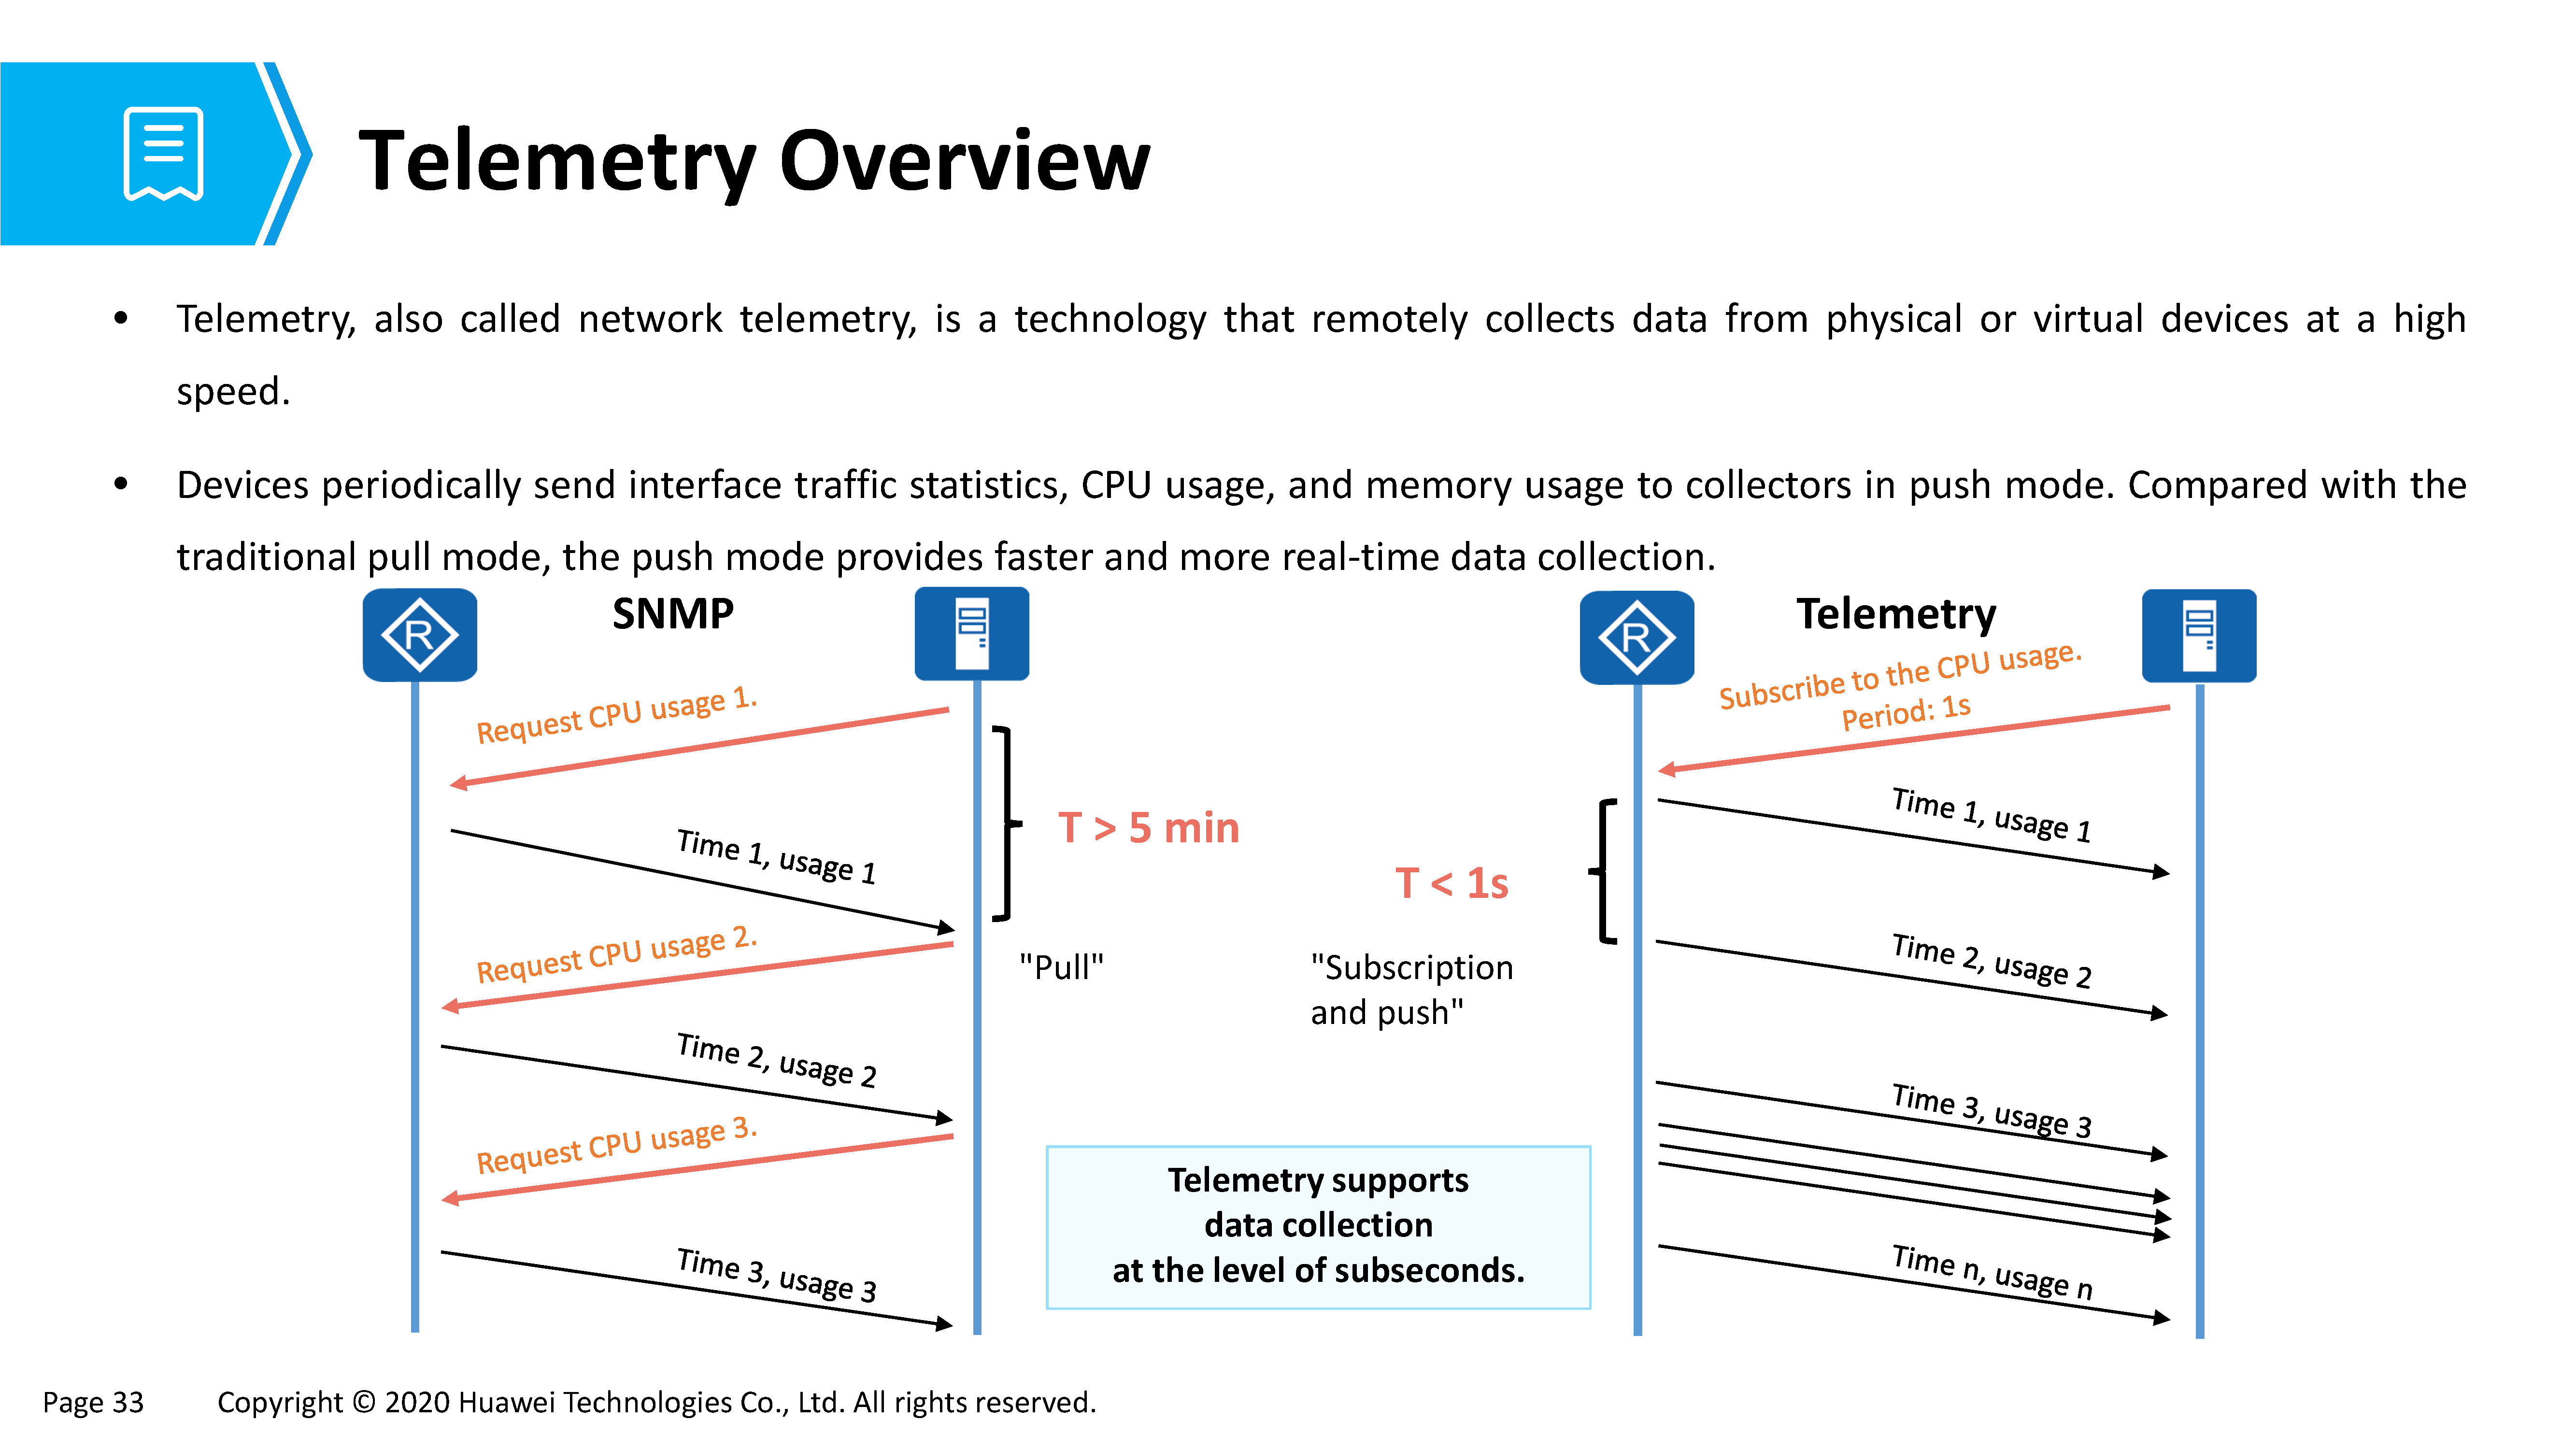 Telemetry Overview
• Telemetry, also called network telemetry, is a technology that remotely collects data from physical or virtual devices at a high
speed.
• Devices periodically send interface traffic statistics, CPU usage, and memory usage to collectors in push mode. Compared with the
traditional pull mode, the push mode provides faster and more real-time data collection.
SNMP
R
Request CPU usage 1.
Time 1, usage 1
Request CPU usage 2.
Time 2, usage 2
Request CPU usage 3.
Time 3, usage 3
T > 5 min
"Pull"
Telemetry
R
Subscribe to the CPU usage.
Period: 1s
T < 1s
"Subscription
and push"
Time 1, usage 1
Time 2, usage 2
Time 3, usage 3
Time n, usage n
Telemetry supports
data collection
at the level of subseconds.
Page 33 Copyright © 2020 Huawei Technologies Co., Ltd. All rights reserved.